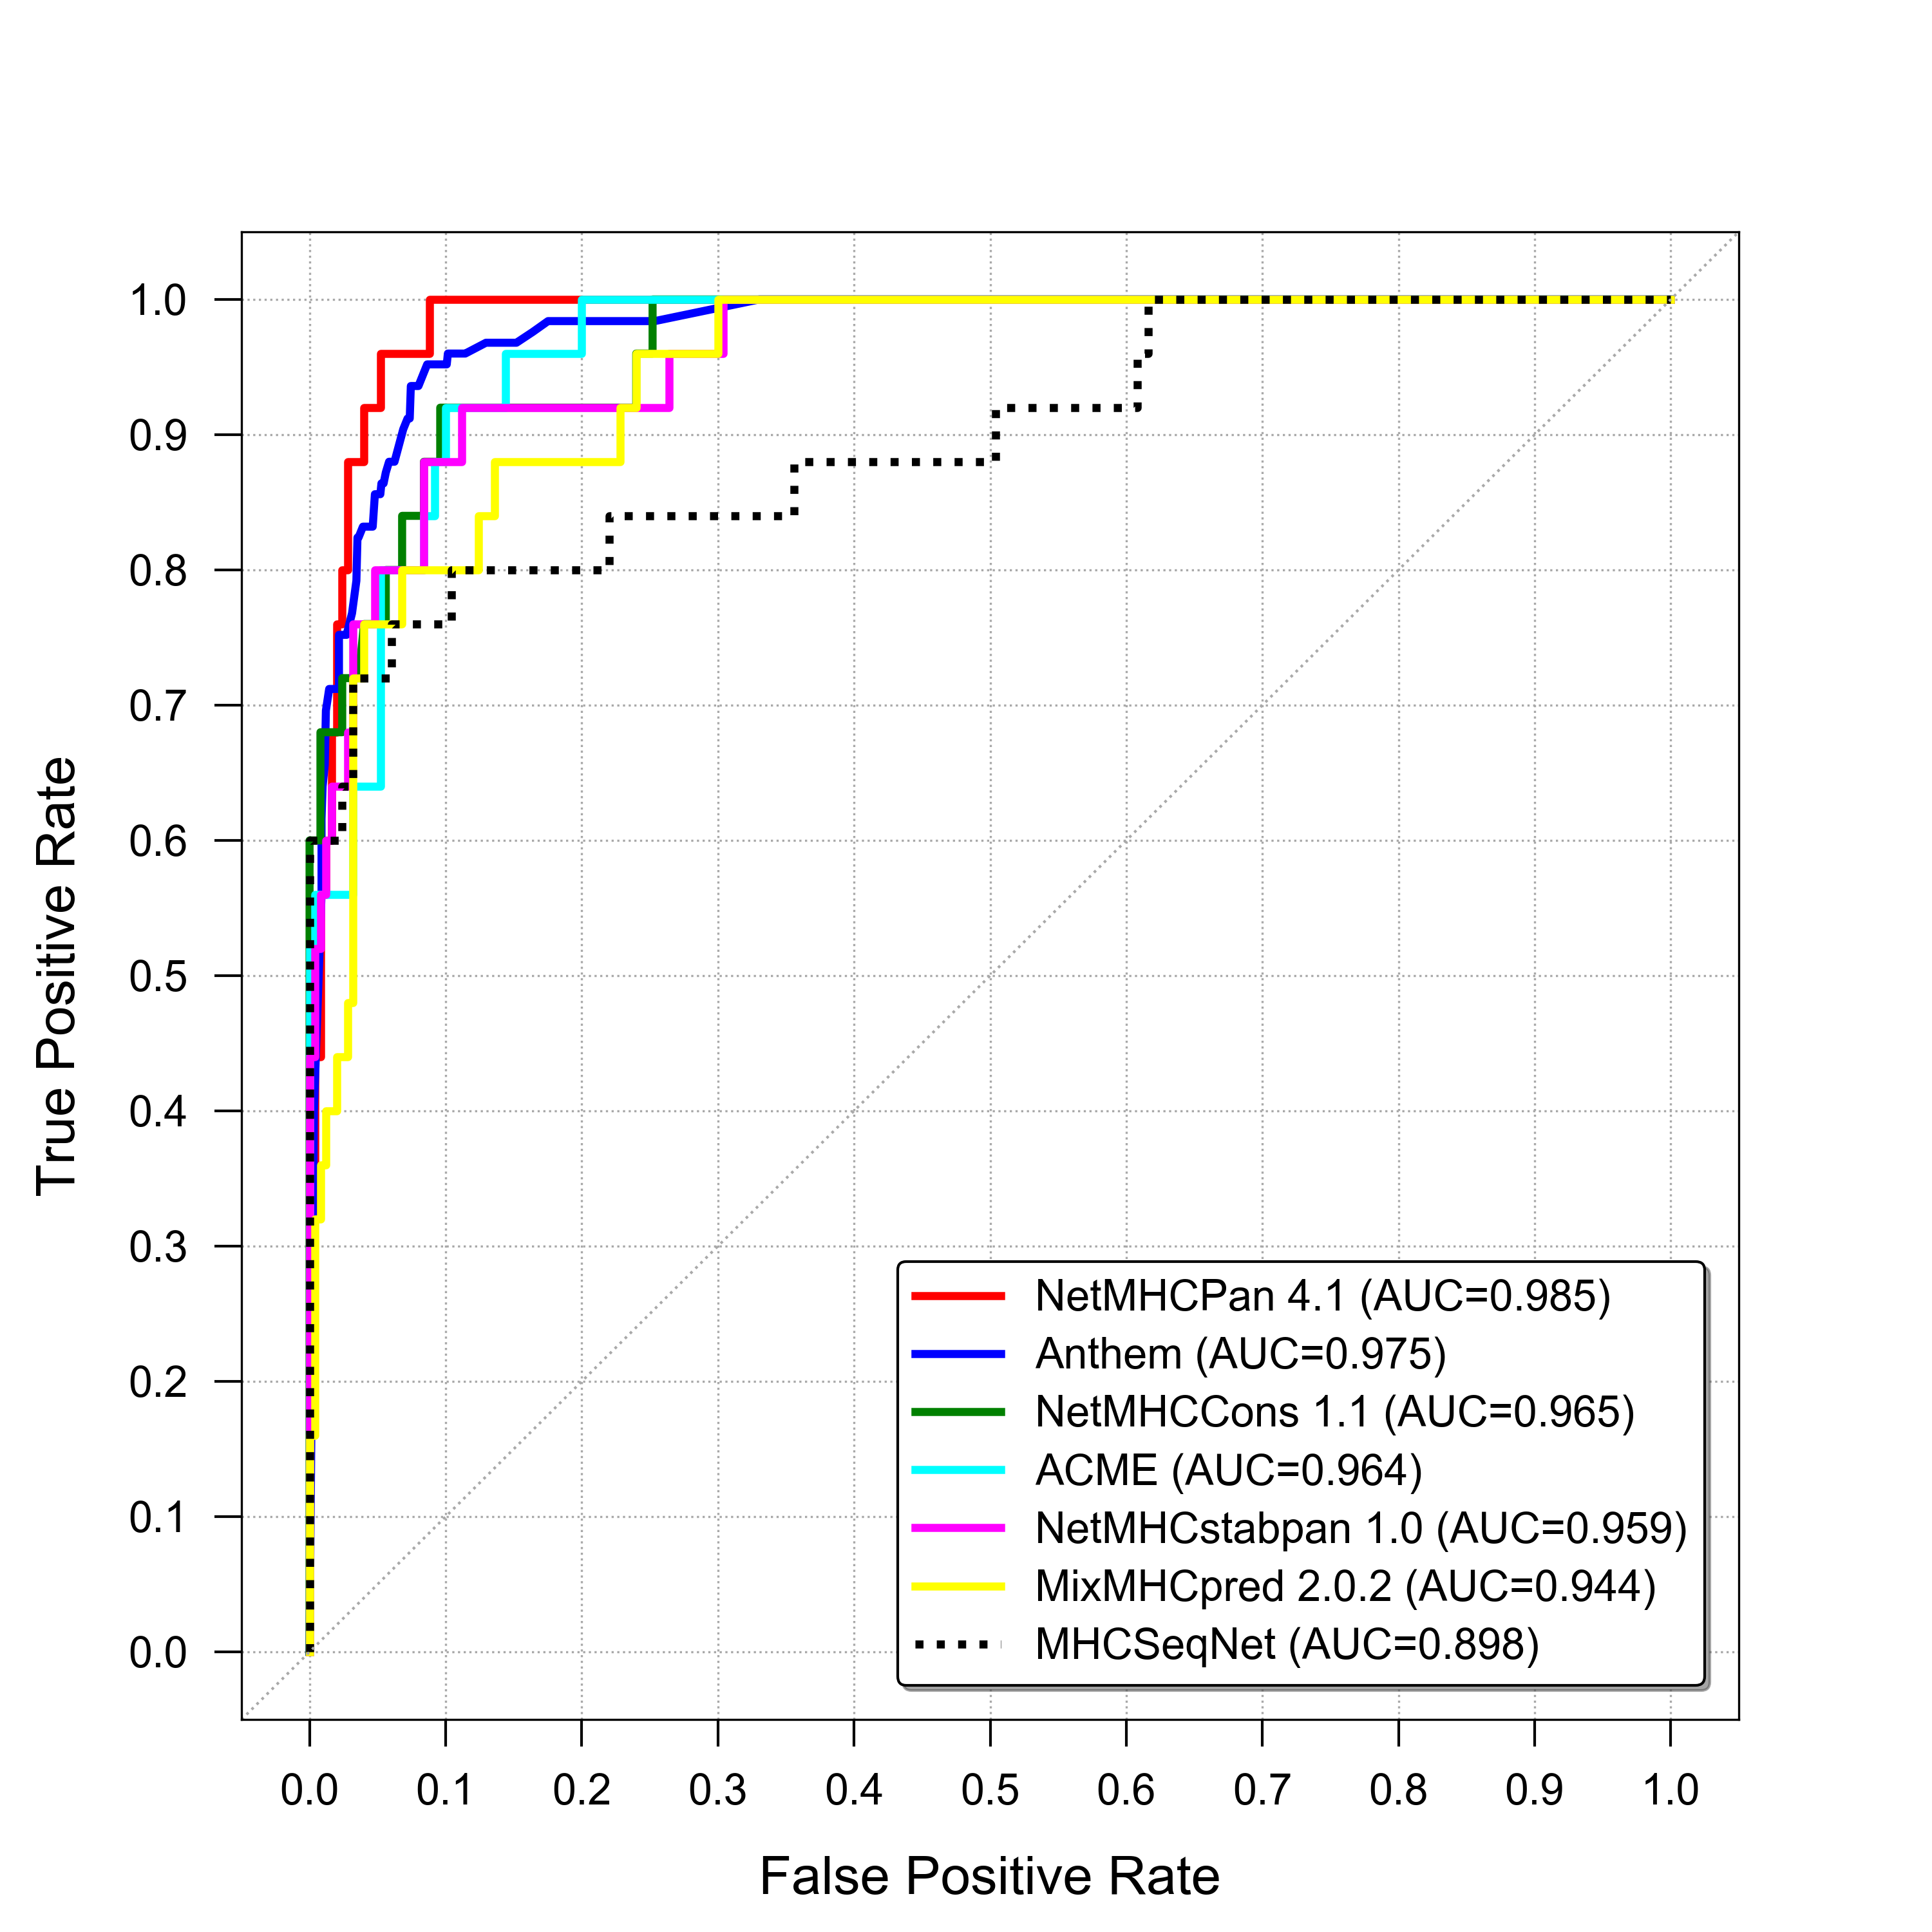 1.0
0.9
0.8
0.7
0.6
0.5
0.4
0.3
0.2
0.1
0.0
True Positive Rate
NetMHCPan 4.1 (AUC=0.985)
Anthem (AUC=0.975)
NetMHCCons 1.1 (AUC=0.965)
ACME (AUC=0.964)
NetMHCstabpan 1.0 (AUC=0.959)
MixMHCpred 2.0.2 (AUC=0.944)
MHCSeqNet (AUC=0.898)
0.0 0.1 0.2 0.3 0.4 0.5 0.6 0.7 0.8 0.9 1.0
False Positive Rate